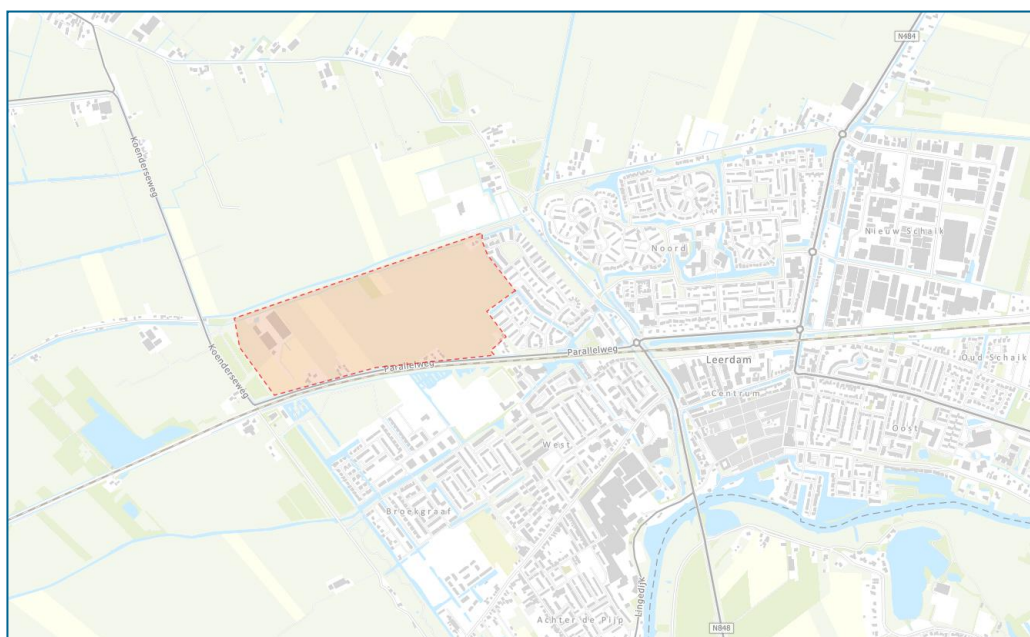 N484
Koenderseweg
Nieuw Schaik
Noord
Koenderseweg
Parallelweg
Parallelweg
Leerdam
Oud Schaik
Centrum
Oost
West
Broekgraaf
Lingedijk
Achter de Pijp
N848